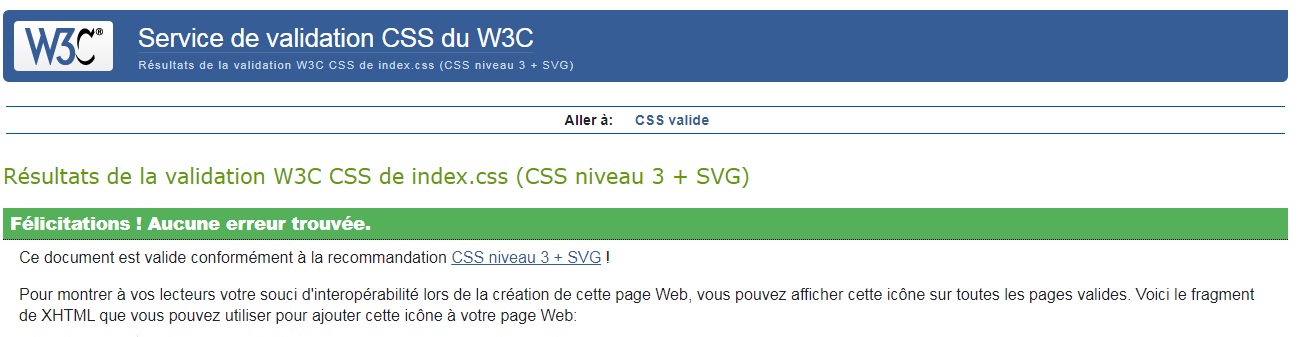 W3C®
Service de validation CSS du W3C
Résultats de la validation W3C CSS de index.css (CSS niveau 3 + SVG)
Aller à: CSS valide
Résultats de la validation W3C CSS de index.css (CSS niveau 3 + SVG)
Félicitations ! Aucune erreur trouvée.
Ce document est valide conformément à la recommandation CSS niveau 3 + SVG !
Pour montrer à vos lecteurs votre souci d'interopérabilité lors de la création de cette page Web, vous pouvez afficher cette icône sur toutes les pages valides. Voici le fragment
de XHTML que vous pouvez utiliser pour ajouter cette icône à votre page Web: